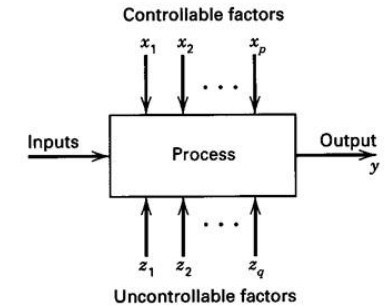 Controllable factors
x1 x2 ... xp
Inputs
Process
Output
y
z1 z2 ... zq
Uncontrollable factors